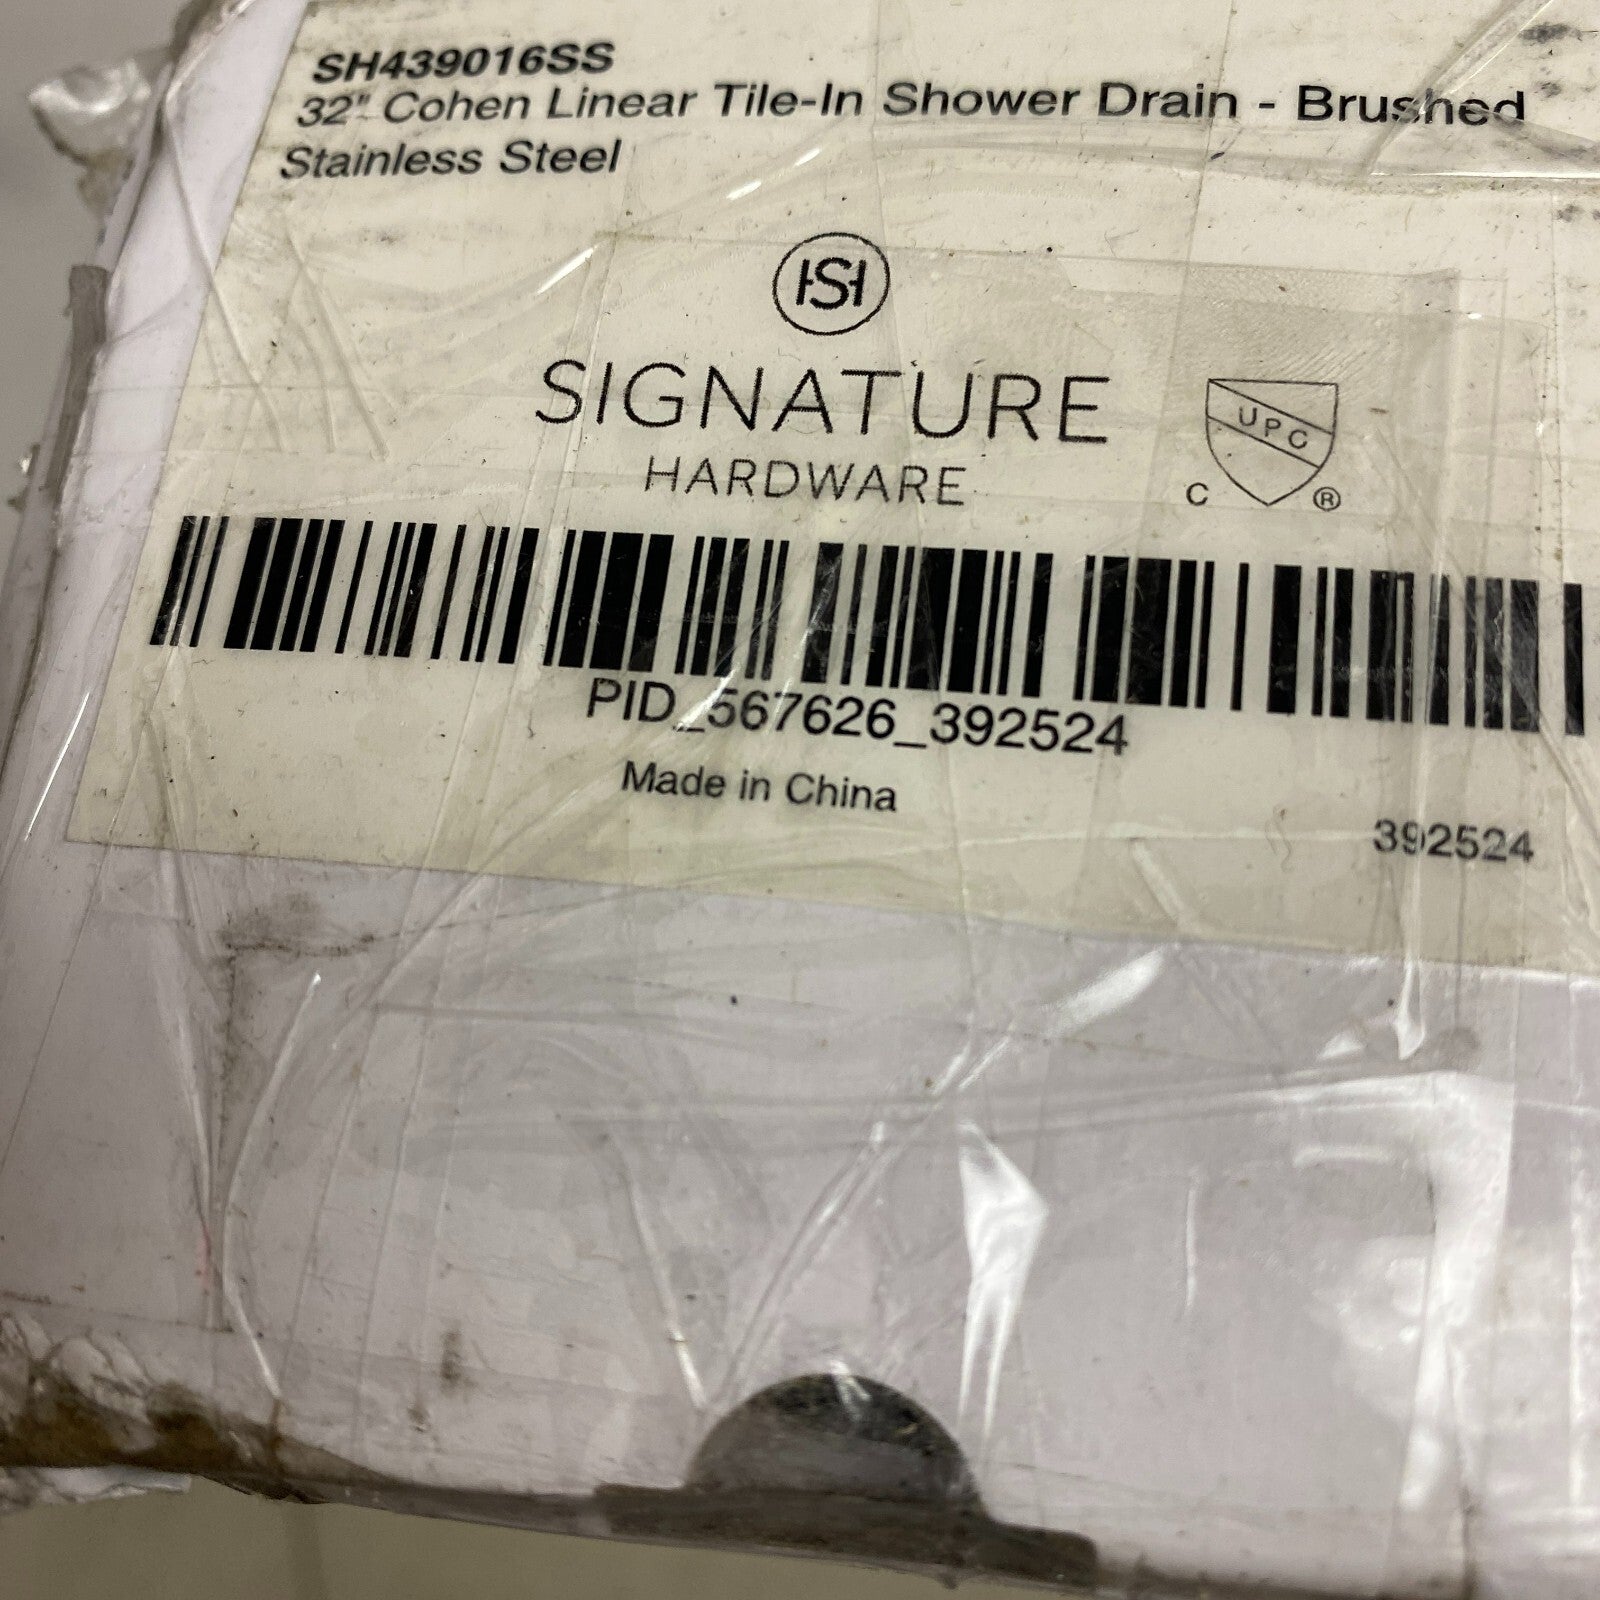 SH439016SS
32" Cohen Linear Tile-In Shower Drain - Brushed
Stainless Steel
SH
SIGNATURE
HARDWARE
UPC
C ®
PID_567626_392524
Made in China
392524